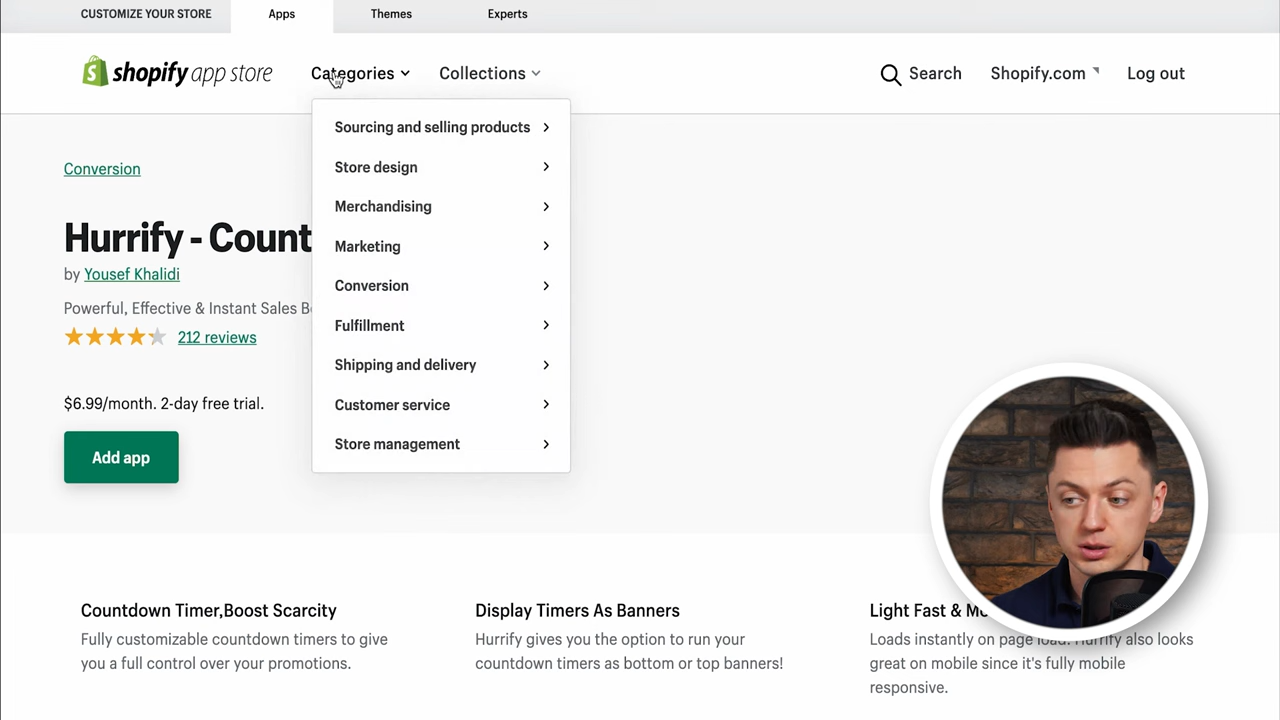 CUSTOMIZE YOUR STORE Apps Themes Experts
shopify app store Categories Collections Search Shopify.com Log out
Sourcing and selling products
Store design
Merchandising
Marketing
Conversion
Fulfillment
Shipping and delivery
Customer service
Store management
Conversion
Hurrify - Count
by Yousef Khalidi
Powerful, Effective & Instant Sales
212 reviews
$6.99/month. 2-day free trial.
Add app
Countdown Timer,Boost Scarcity
Fully customizable countdown timers to give
you a full control over your promotions.
Display Timers As Banners
Hurrify gives you the option to run your
countdown timers as bottom or top banners!
Light Fast &
Loads instantly on page load. Hurrify also looks
great on mobile since it's fully mobile
responsive.